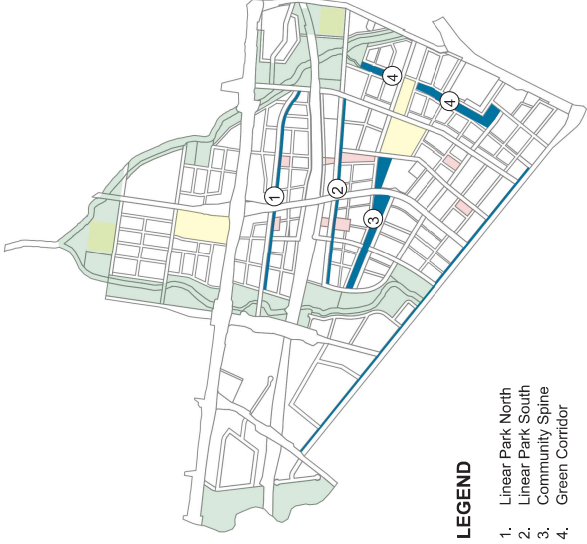 1
2
3
4
4
LEGEND
1. Linear Park North
2. Linear Park South
3. Community Spine
4. Green Corridor